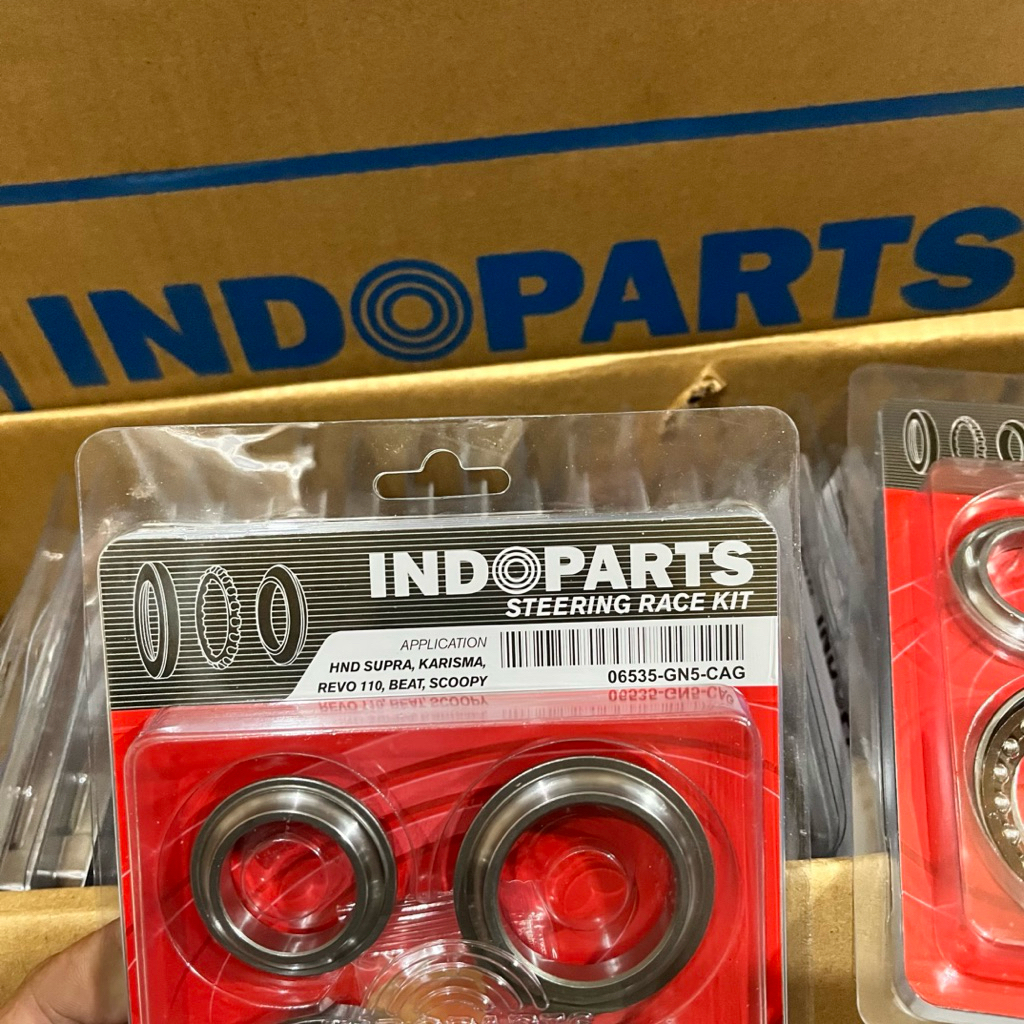 INDOPARTS
INDOPARTS
STEERING RACE KIT
APPLICATION
HND SUPRA, KARISMA,
REVO 110, BEAT, SCOOPY
06535-GN5-CAG